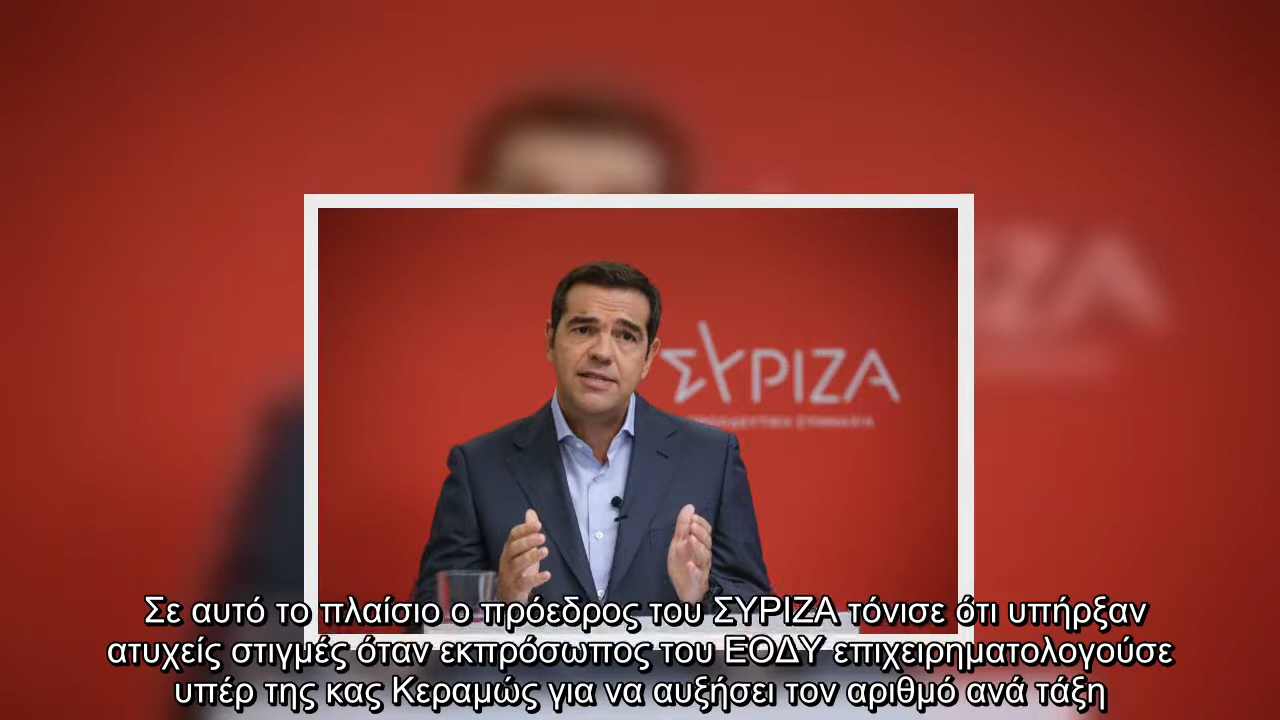 ΣΥΡΙΖΑ
Σε αυτό το πλαίσιο ο πρόεδρος του ΣΥΡΙΖΑ τόνισε ότι υπήρξαν
ατυχείς στιγμές όταν εκπρόσωπος του ΕΟΔΥ επιχειρηματολογούσε
υπέρ της κας Κεραμώς για να αυξήσει τον αριθμό ανά τάξη